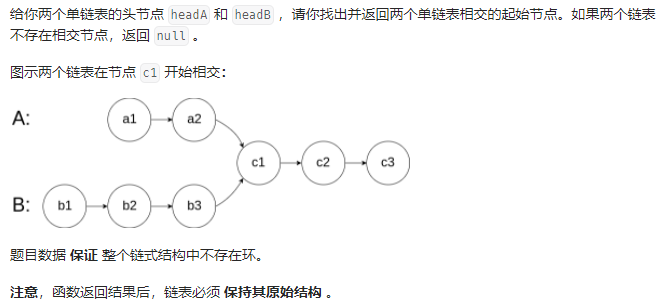 给你两个单链表的头节点 headA 和 headB ，请你找出并返回两个单链表相交的起始节点。如果两个链表
不存在相交节点，返回 null 。
图示两个链表在节点 c1 开始相交：
A: a1 a2
c1 c2 c3
B: b1 b2 b3
题目数据 保证 整个链式结构中不存在环。
注意，函数返回结果后，链表必须 保持其原始结构 。